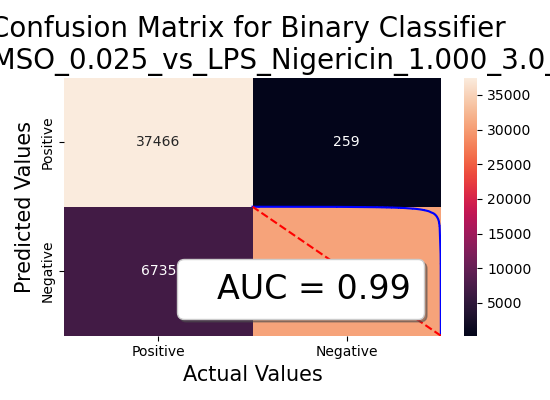 Confusion Matrix for Binary Classifier
MSO_0.025_vs_LPS_Nigericin_1.000_3.0_
Predicted Values
Positive
Negative
37466
259
6735
AUC = 0.99
Positive
Negative
Actual Values
35000
30000
25000
20000
15000
10000
5000